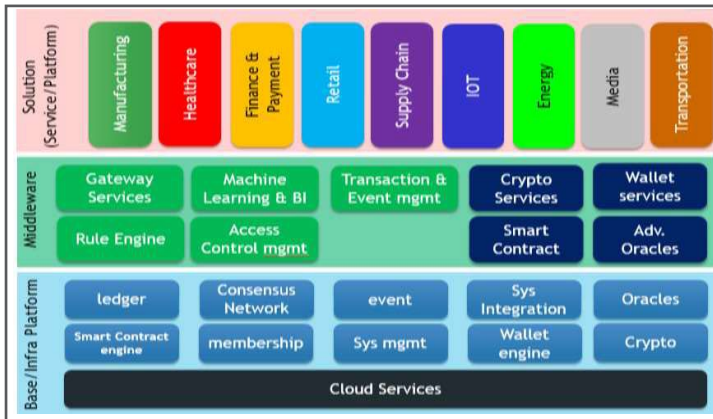 Solution
(Service/Platform)
Manufacturing
Healthcare
Finance &
Payment
Retail
Supply Chain
IOT
Energy
Media
Transportation
Middleware
Gateway
Services
Machine
Learning & BI
Transaction &
Event mgmt
Crypto
Services
Wallet
services
Rule Engine
Access
Control mgmt
Smart
Contract
Adv.
Oracles
Base/Infra Platform
ledger
Consensus
Network
event
Sys
Integration
Oracles
Smart Contract
engine
membership
Sys mgmt
Wallet
engine
Crypto
Cloud Services